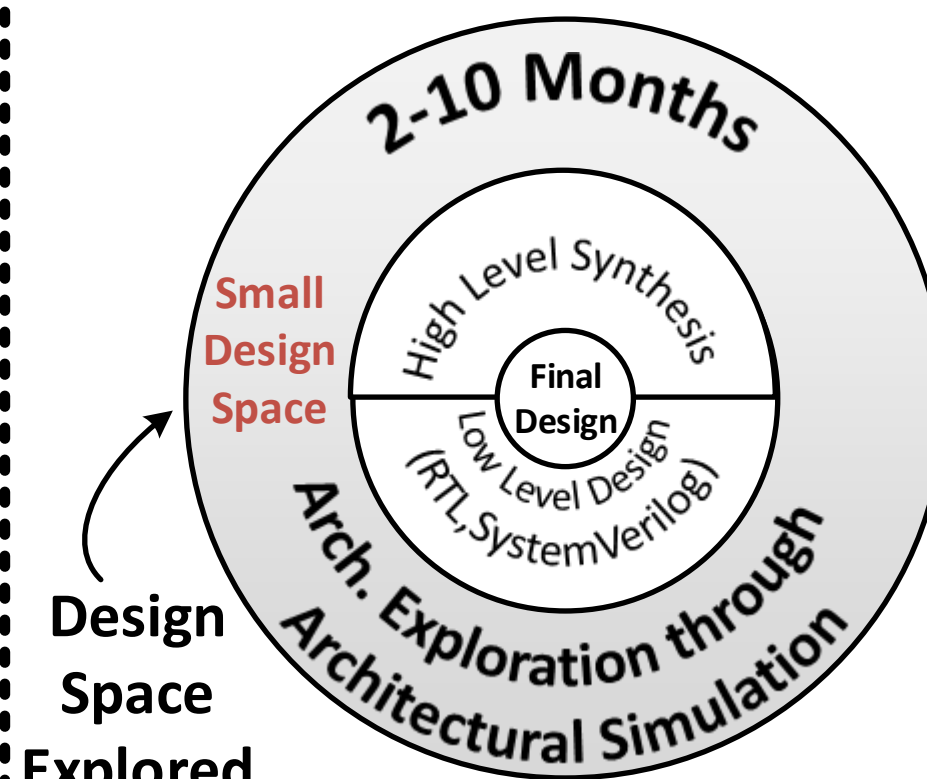 2-10 Months
High Level Synthesis
Small
Design
Space
Final
Design
Low Level Design
(RTL,SystemVerilog)
Arch. Exploration through
Architectural Simulation
Design
Space
Explored